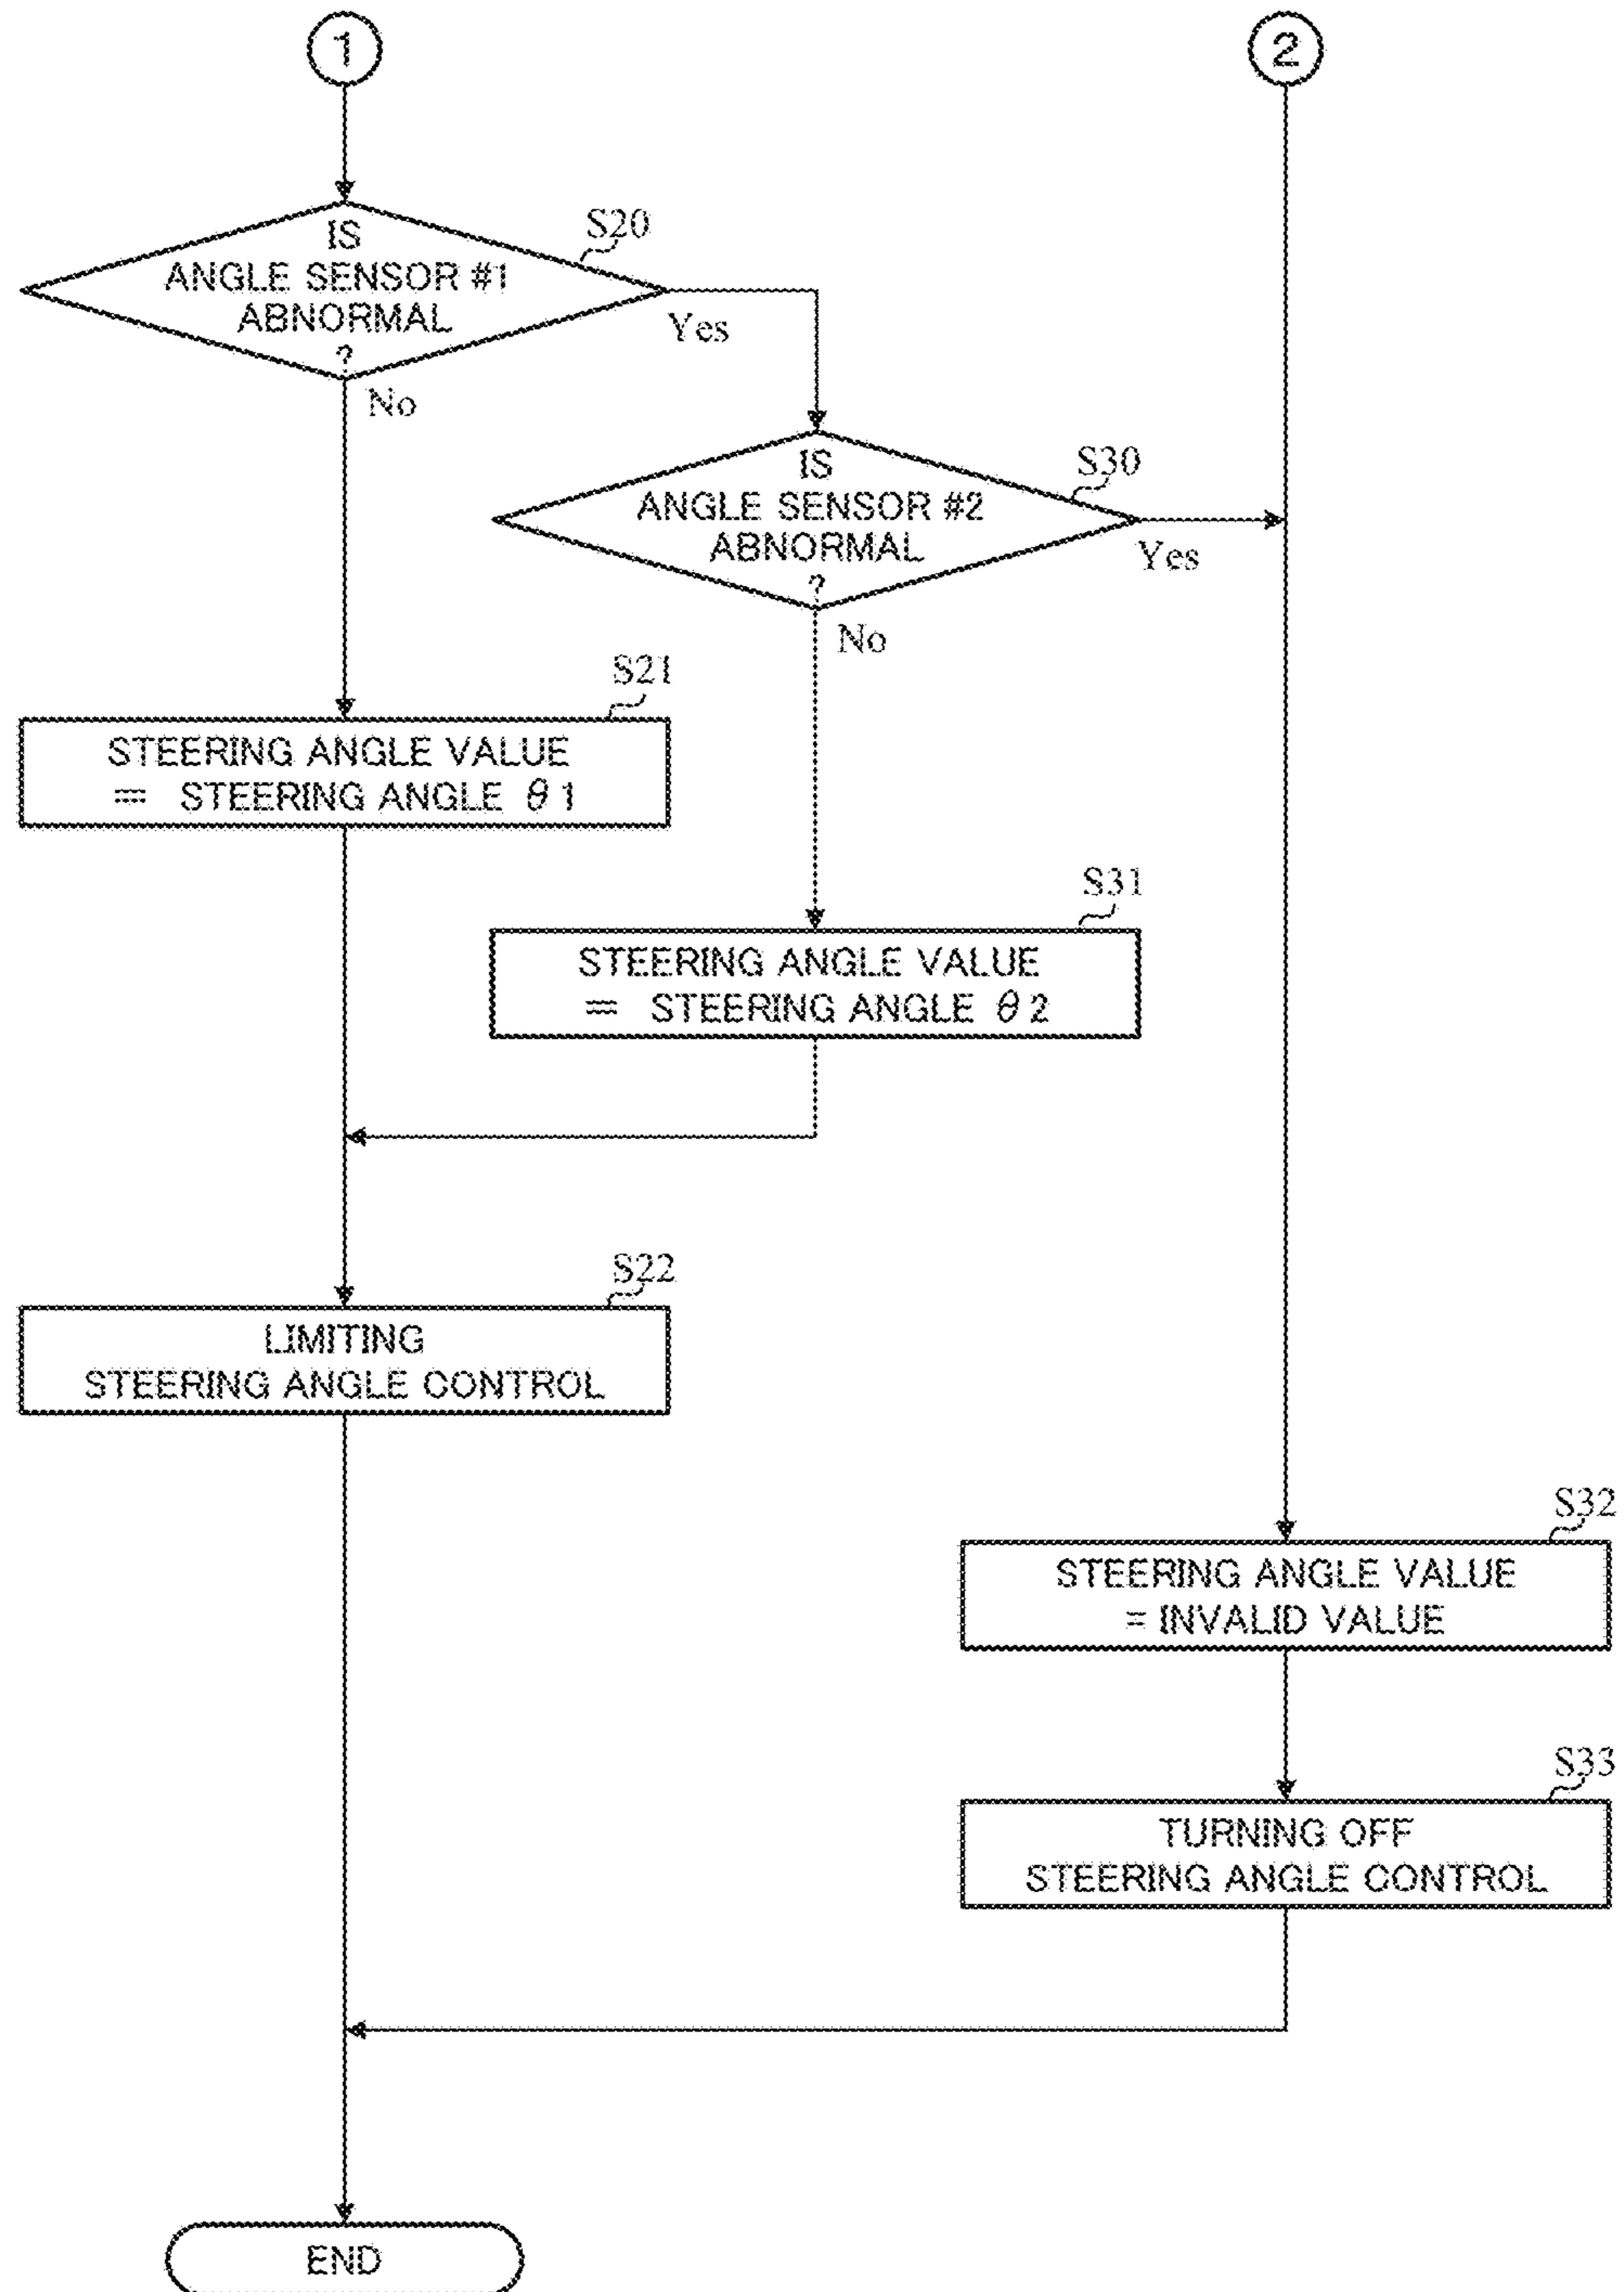 1
2
S20
IS
ANGLE SENSOR #1
ABNORMAL
?
Yes
No
S30
IS
ANGLE SENSOR #2
ABNORMAL
?
Yes
No
S21
STEERING ANGLE VALUE
= STEERING ANGLE θ1
S31
STEERING ANGLE VALUE
= STEERING ANGLE θ2
S22
LIMITING
STEERING ANGLE CONTROL
S32
STEERING ANGLE VALUE
= INVALID VALUE
S33
TURNING OFF
STEERING ANGLE CONTROL
END